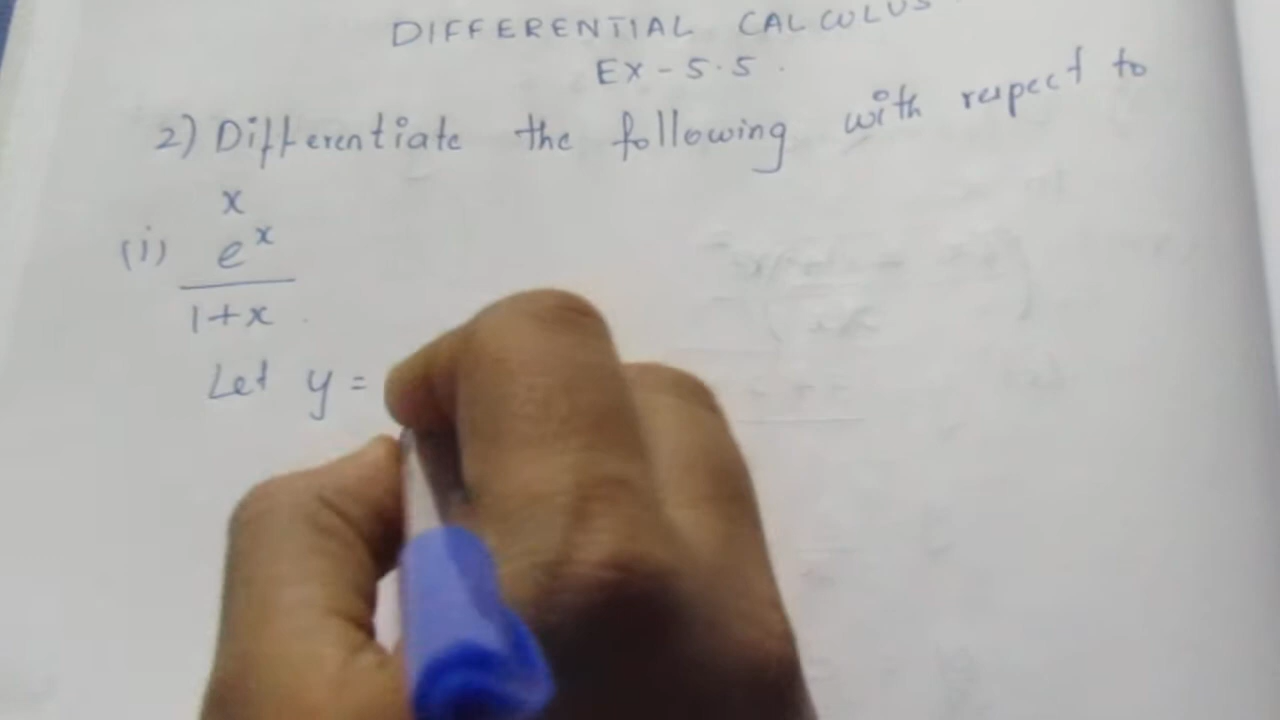 DIFFERENTIAL CALCULUS
EX-5.5.
2) Differentiate the following with respect to
x
(i) e^x
1+x
Let y =